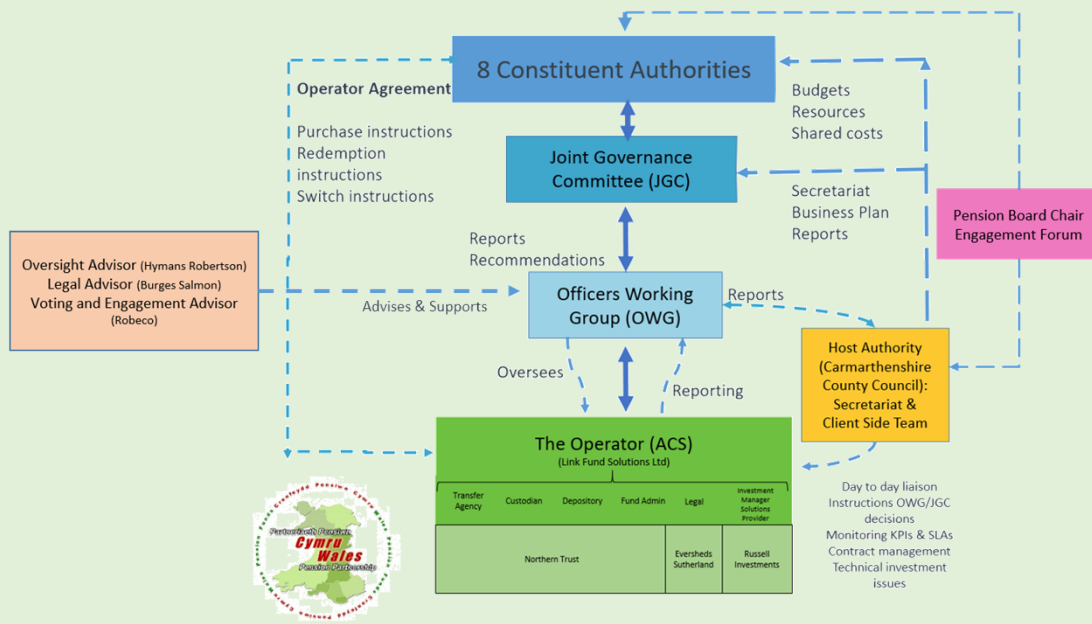 8 Constituent Authorities
Operator Agreement
Purchase instructions
Redemption
instructions
Switch instructions
Budgets
Resources
Shared costs
Joint Governance
Committee (JGC)
Secretariat
Business Plan
Reports
Pension Board Chair
Engagement Forum
Reports
Recommendations
Oversight Advisor (Hymans Robertson)
Legal Advisor (Burges Salmon)
Voting and Engagement Advisor
(Robeco)
Advises & Supports
Officers Working
Group (OWG)
Reports
Host Authority
(Carmarthenshire
County Council):
Secretariat &
Client Side Team
Oversees
Reporting
The Operator (ACS)
(Link Fund Solutions Ltd)
Transfer
Agency
Custodian
Depository
Fund Admin
Legal
Investment
Manager
Solutions
Provider
Northern Trust
Eversheds
Sutherland
Russell
Investments
Day to day liaison
Instructions OWG/JGC
decisions
Monitoring KPIs & SLAs
Contract management
Technical investment
issues
Partneriaeth Pensiwn
Cymru
Wales
Pension Partnership